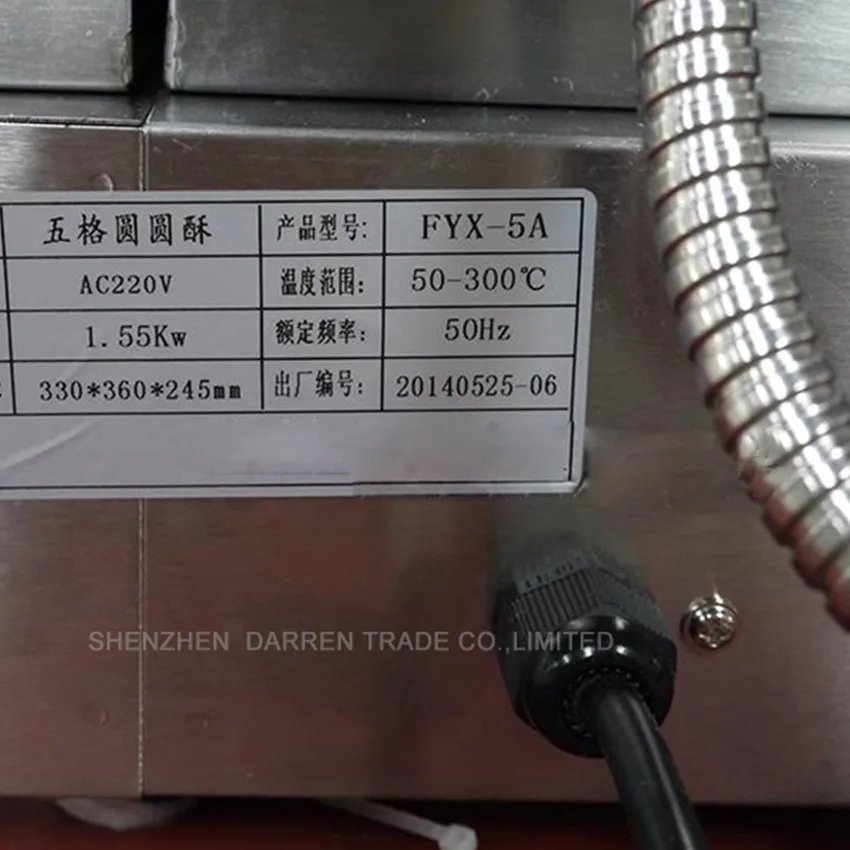 五格圆圆酥 产品型号: FYX-5A
AC220V 温度范围: 50-300℃
1.55Kw 额定频率: 50Hz
330*360*245mm 出厂编号: 20140525-06
SHENZHEN DARREN TRADE CO.,LIMITED